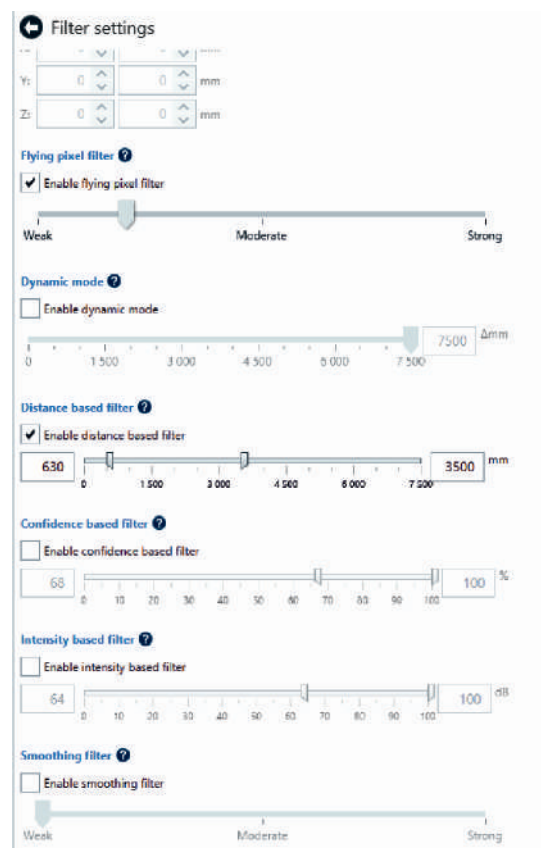 Filter settings
Y: 0 0 mm
Z: 0 0 mm
Flying pixel filter ?
Enable flying pixel filter
Weak Moderate Strong
Dynamic mode ?
Enable dynamic mode
7500 Δmm
0 1 500 3 000 4 500 6 000 7 500
Distance based filter ?
Enable distance based filter
630 3500 mm
0 1 500 3 000 4 500 6 000 7 500
Confidence based filter ?
Enable confidence based filter
68 100 %
0 10 20 30 40 50 60 70 80 90 100
Intensity based filter ?
Enable intensity based filter
64 100 dB
0 10 20 30 40 50 60 70 80 90 100
Smoothing filter ?
Enable smoothing filter
Weak Moderate Strong